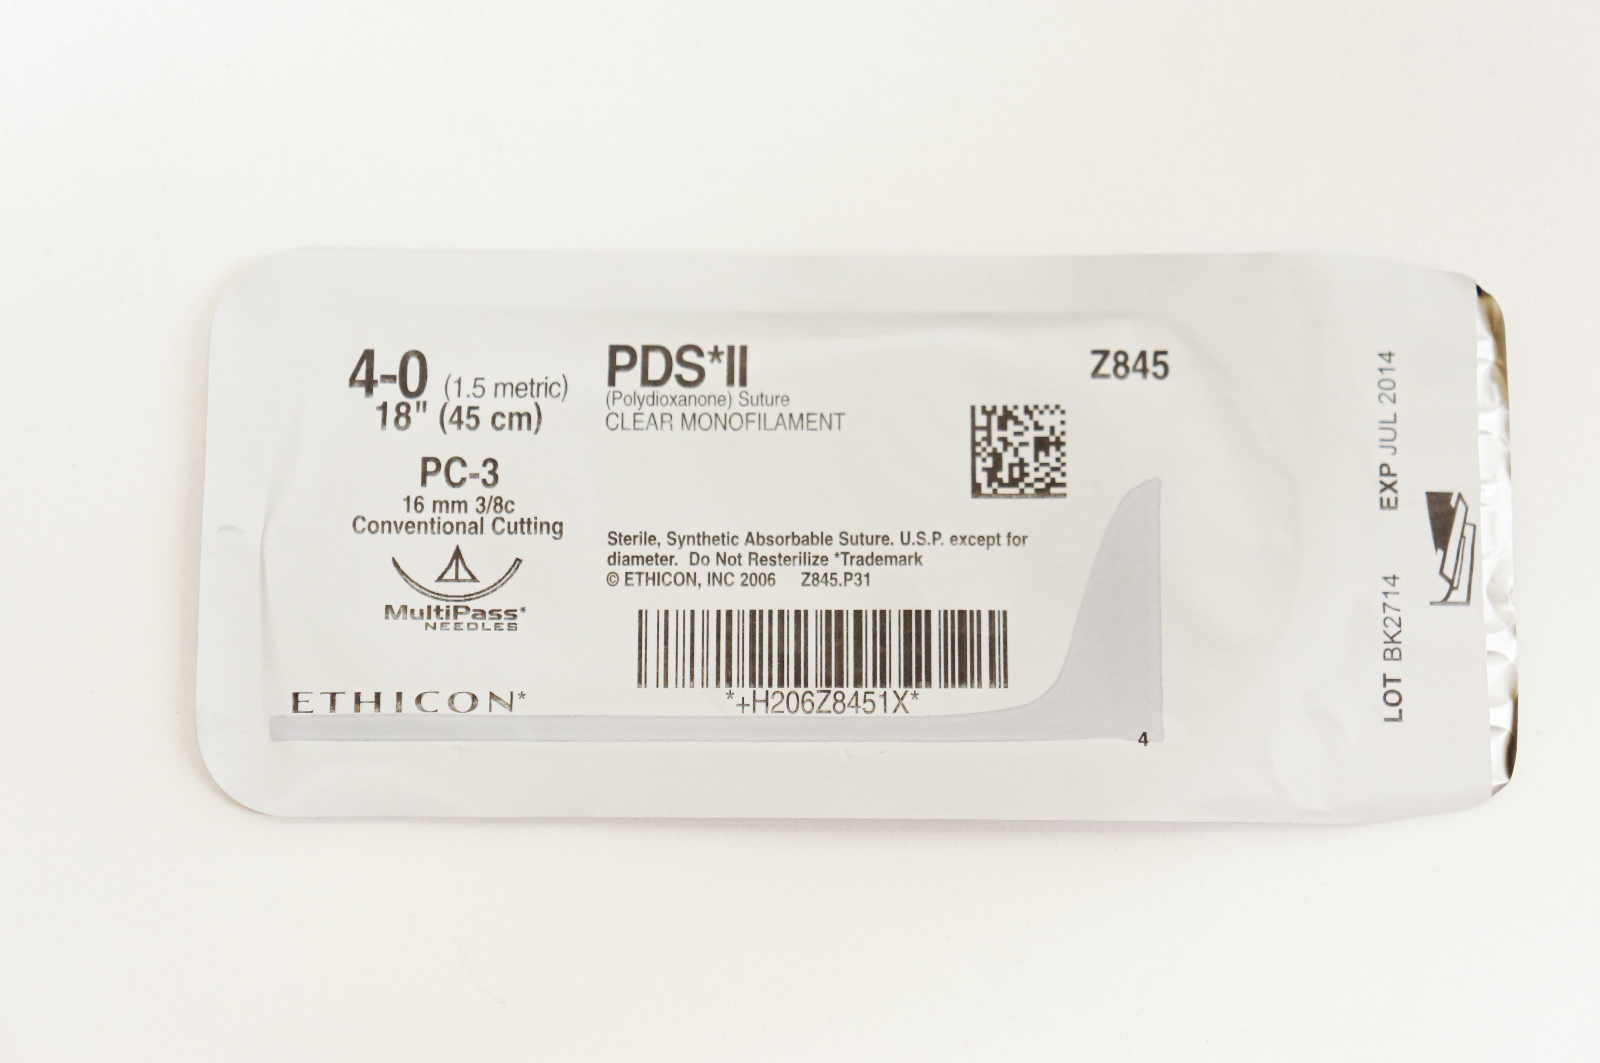 4-0 (1.5 metric)
18" (45 cm)
PC-3
16 mm 3/8c
Conventional Cutting
MultiPass*
NEEDLES
ETHICON*
PDS*II
(Polydioxanone) Suture
CLEAR MONOFILAMENT
Z845
Sterile, Synthetic Absorbable Suture. U.S.P. except for
diameter. Do Not Resterilize *Trademark
© ETHICON, INC 2006 Z845.P31
*+H206Z8451X*
4
LOT BK2714 EXP JUL 2014